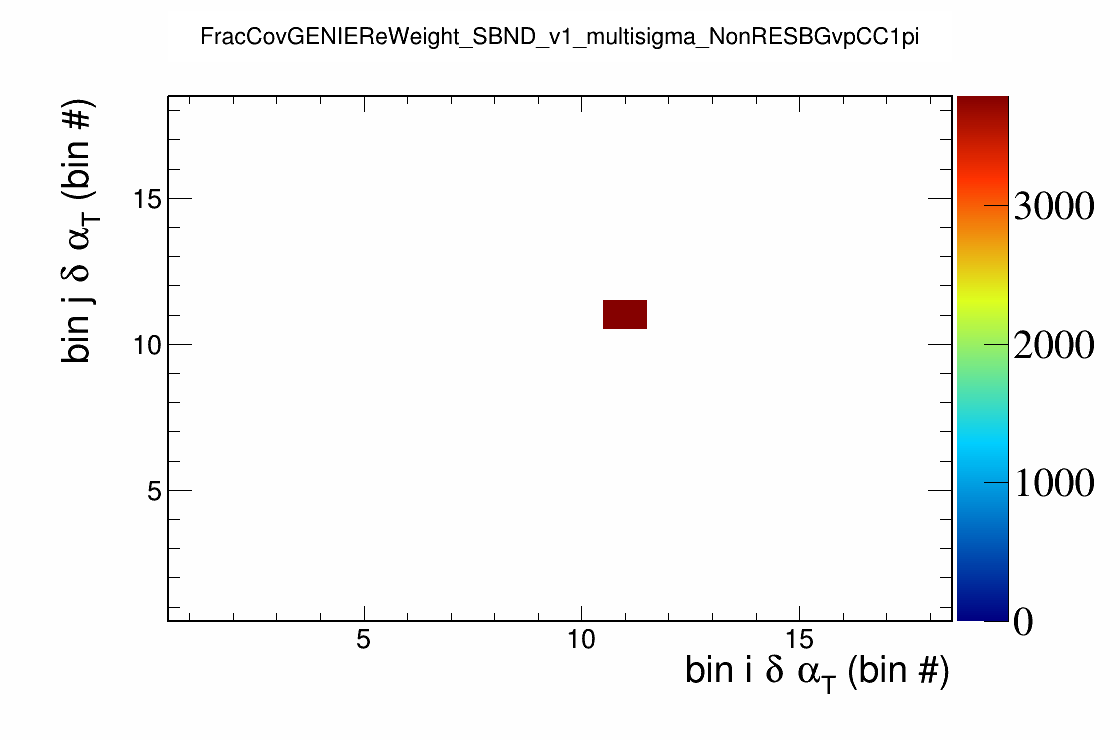 FracCovGENIEReWeight_SBND_v1_multisigma_NonRESBGvpCC1pi
bin j δ α_T (bin #)
15
10
5
5 10 15
bin i δ α_T (bin #)
3000
2000
1000
0